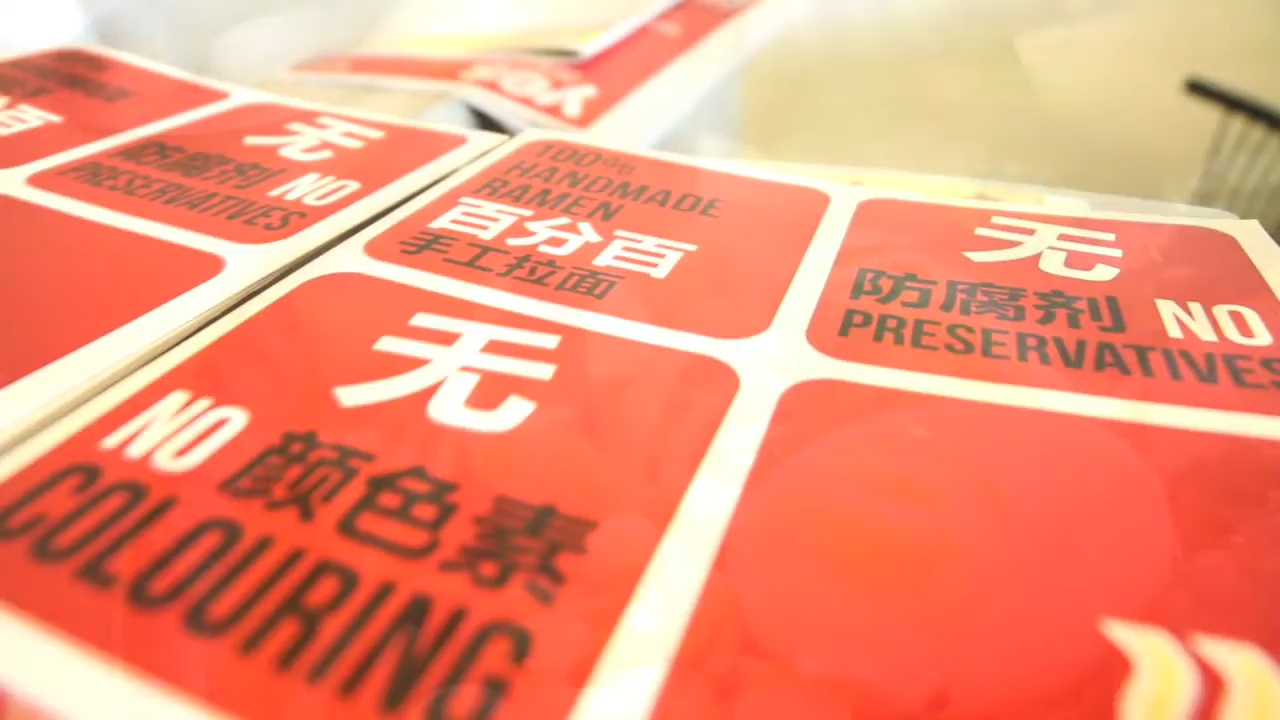 无
防腐剂 NO
PRESERVATIVES
100%
HANDMADE
RAMEN
百分百
手工拉面
无
防腐剂 NO
PRESERVATIVES
无
NO 颜色素
COLOURING